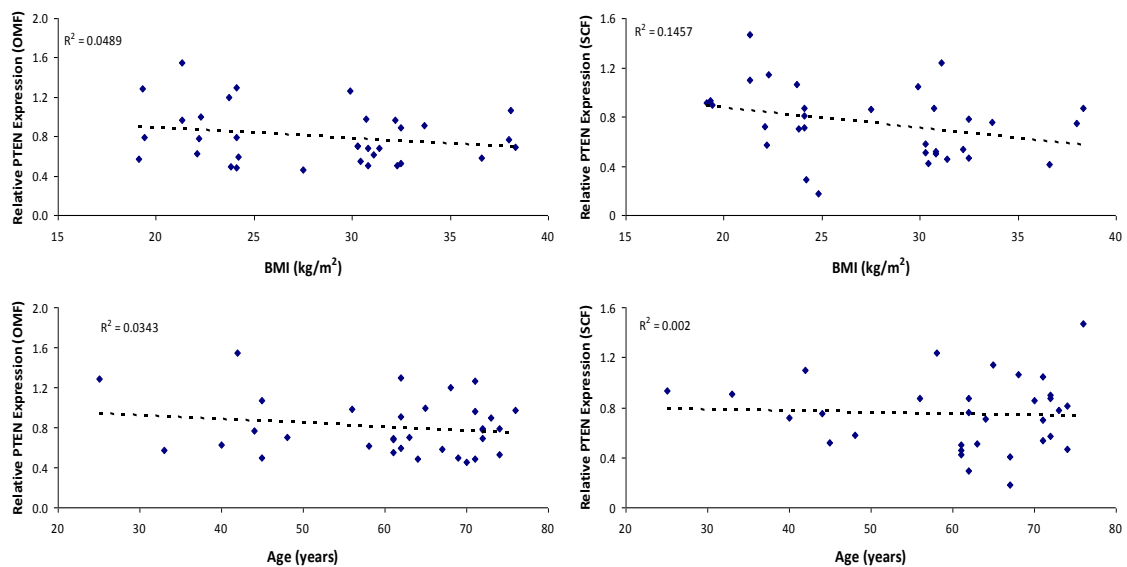 Relative PTEN Expression (OMF)
2.0
1.6
1.2
0.8
0.4
0.0
R² = 0.0489
15 20 25 30 35 40
BMI (kg/m²)
Relative PTEN Expression (SCF)
1.6
1.2
0.8
0.4
0
R² = 0.1457
15 20 25 30 35 40
BMI (kg/m²)
Relative PTEN Expression (OMF)
2.0
1.6
1.2
0.8
0.4
0.0
R² = 0.0343
20 30 40 50 60 70 80
Age (years)
Relative PTEN Expression (SCF)
1.6
1.2
0.8
0.4
0
R² = 0.002
20 30 40 50 60 70 80
Age (years)